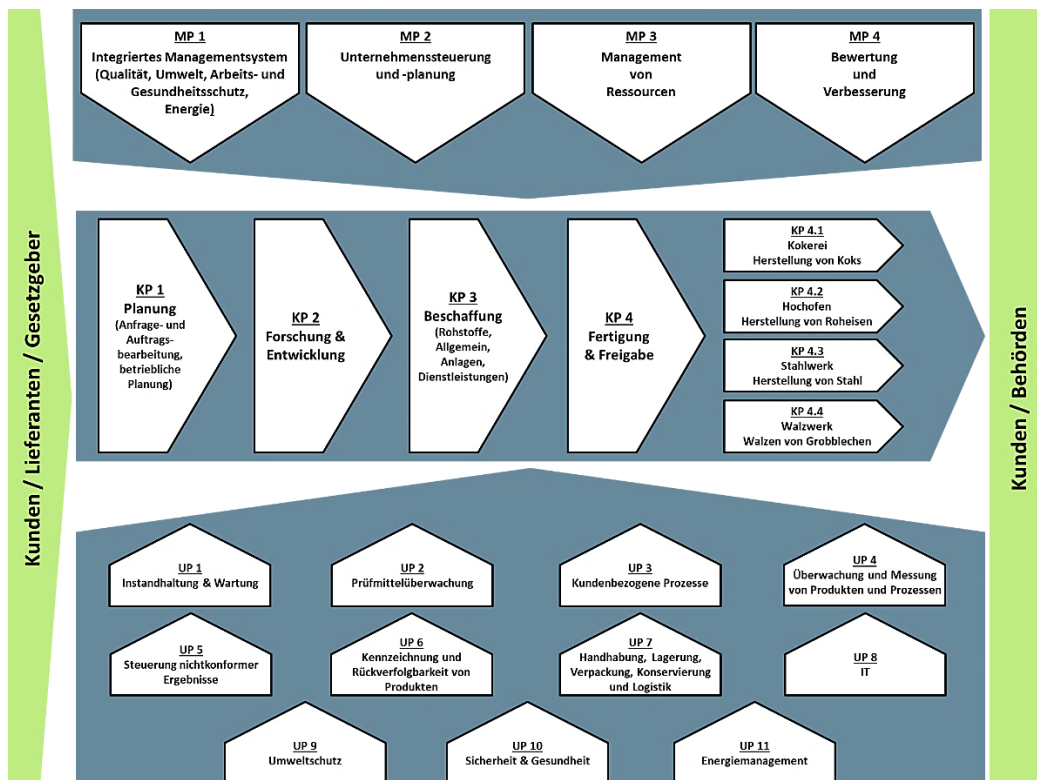 Kunden / Lieferanten / Gesetzgeber
MP 1
Integriertes Managementsystem
(Qualität, Umwelt, Arbeits- und
Gesundheitsschutz,
Energie)
MP 2
Unternehmenssteuerung
und -planung
MP 3
Management
von
Ressourcen
MP 4
Bewertung
und
Verbesserung
KP 1
Planung
(Anfrage- und
Auftrags-
bearbeitung,
betriebliche
Planung)
KP 2
Forschung &
Entwicklung
KP 3
Beschaffung
(Rohstoffe,
Allgemein,
Anlagen,
Dienstleistungen)
KP 4
Fertigung
& Freigabe
KP 4.1
Kokerei
Herstellung von Koks
KP 4.2
Hochofen
Herstellung von Roheisen
KP 4.3
Stahlwerk
Herstellung von Stahl
KP 4.4
Walzwerk
Walzen von Grobblechen
UP 1
Instandhaltung & Wartung
UP 2
Prüfmittelüberwachung
UP 3
Kundenbezogene Prozesse
UP 4
Überwachung und Messung
von Produkten und Prozessen
UP 5
Steuerung nichtkonformer
Ergebnisse
UP 6
Kennzeichnung und
Rückverfolgbarkeit von
Produkten
UP 7
Handhabung, Lagerung,
Verpackung, Konservierung
und Logistik
UP 8
IT
UP 9
Umweltschutz
UP 10
Sicherheit & Gesundheit
UP 11
Energiemanagement
Kunden / Behörden